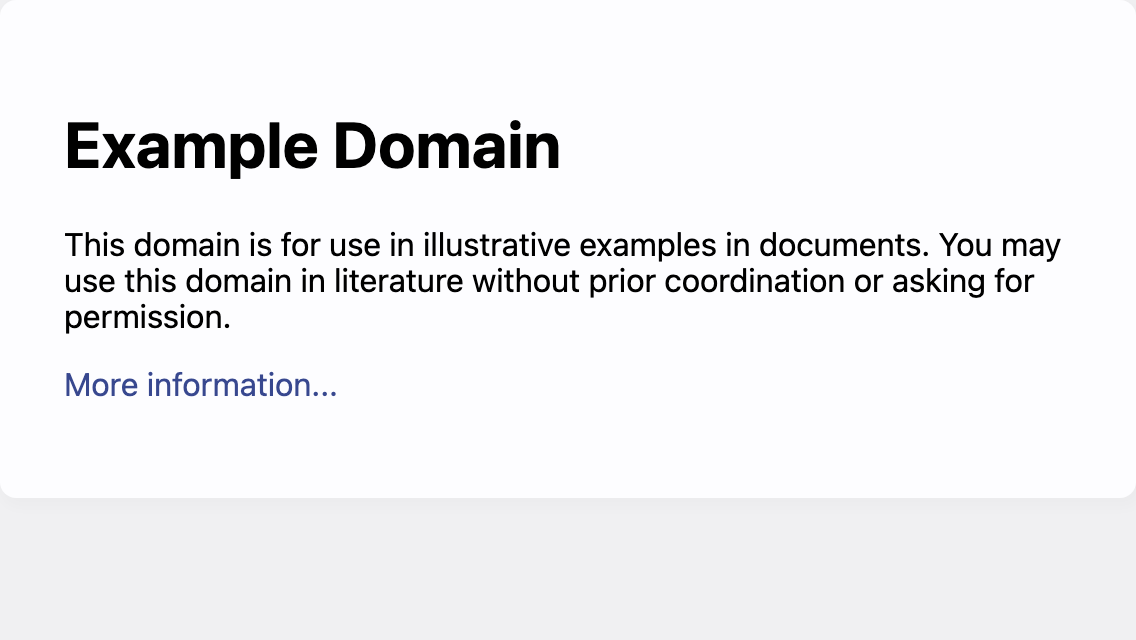 Example Domain
This domain is for use in illustrative examples in documents. You may
use this domain in literature without prior coordination or asking for
permission.
More information...